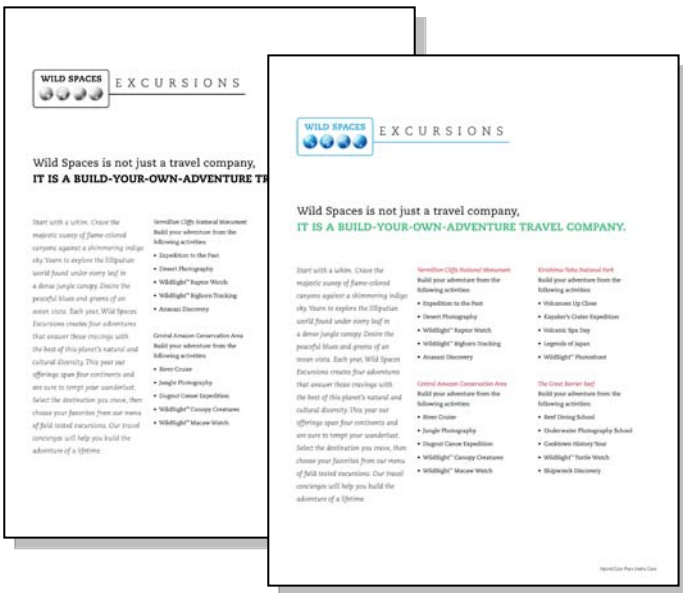 WILD SPACES
EXCURSIONS
Wild Spaces is not just a travel company,
IT IS A BUILD-YOUR-OWN-ADVENTURE TR
Start with a whim. Crave the
majestic sweep of flame-colored
canyons against a shimmering indigo
sky. Yearn to explore the lilliputian
world found under every leaf in
a dense jungle canopy. Desire the
peaceful blues and greens of an
ocean vista. Each year, Wild Spaces
Excursions creates four adventures
that answer those cravings with
the best of this planet's natural and
cultural diversity. This year our
offerings span four continents and
are sure to tempt your wanderlust.
Select the destination you crave, then
choose your favorites from our menu
of field tested excursions. Our travel
concierges will help you build the
adventure of a lifetime.
Vermilion Cliffs National Monument
Build your adventure from the
following activities:
• Expedition to the Past
• Desert Photography
• WildSight™ Raptor Watch
• WildSight™ Bighorn Tracking
• Anasazi Discovery
Central Amazon Conservation Area
Build your adventure from the
following activities:
• River Cruise
• Jungle Photography
• Dugout Canoe Expedition
• WildSight™ Canopy Creatures
• WildSight™ Macaw Watch
WILD SPACES
EXCURSIONS
Wild Spaces is not just a travel company,
IT IS A BUILD-YOUR-OWN-ADVENTURE TRAVEL COMPANY.
Start with a whim. Crave the
majestic sweep of flame-colored
canyons against a shimmering indigo
sky. Yearn to explore the lilliputian
world found under every leaf in
a dense jungle canopy. Desire the
peaceful blues and greens of an
ocean vista. Each year, Wild Spaces
Excursions creates four adventures
that answer those cravings with
the best of this planet's natural and
cultural diversity. This year our
offerings span four continents and
are sure to tempt your wanderlust.
Select the destination you crave, then
choose your favorites from our menu
of field tested excursions. Our travel
concierges will help you build the
adventure of a lifetime.
Vermilion Cliffs National Monument
Build your adventure from the
following activities:
• Expedition to the Past
• Desert Photography
• WildSight™ Raptor Watch
• WildSight™ Bighorn Tracking
• Anasazi Discovery
Central Amazon Conservation Area
Build your adventure from the
following activities:
• River Cruise
• Jungle Photography
• Dugout Canoe Expedition
• WildSight™ Canopy Creatures
• WildSight™ Macaw Watch
Kirishima-Yaku National Park
Build your adventure from the
following activities:
• Volcanoes Up Close
• Kayaker's Crater Expedition
• Volcanic Spa Day
• Legends of Japan
• WildSight™ Photoshoot
The Great Barrier Reef
Build your adventure from the
following activities:
• Reef Diving School
• Underwater Photography School
• Cooktown History Tour
• WildSight™ Turtle Watch
• Shipwreck Discovery